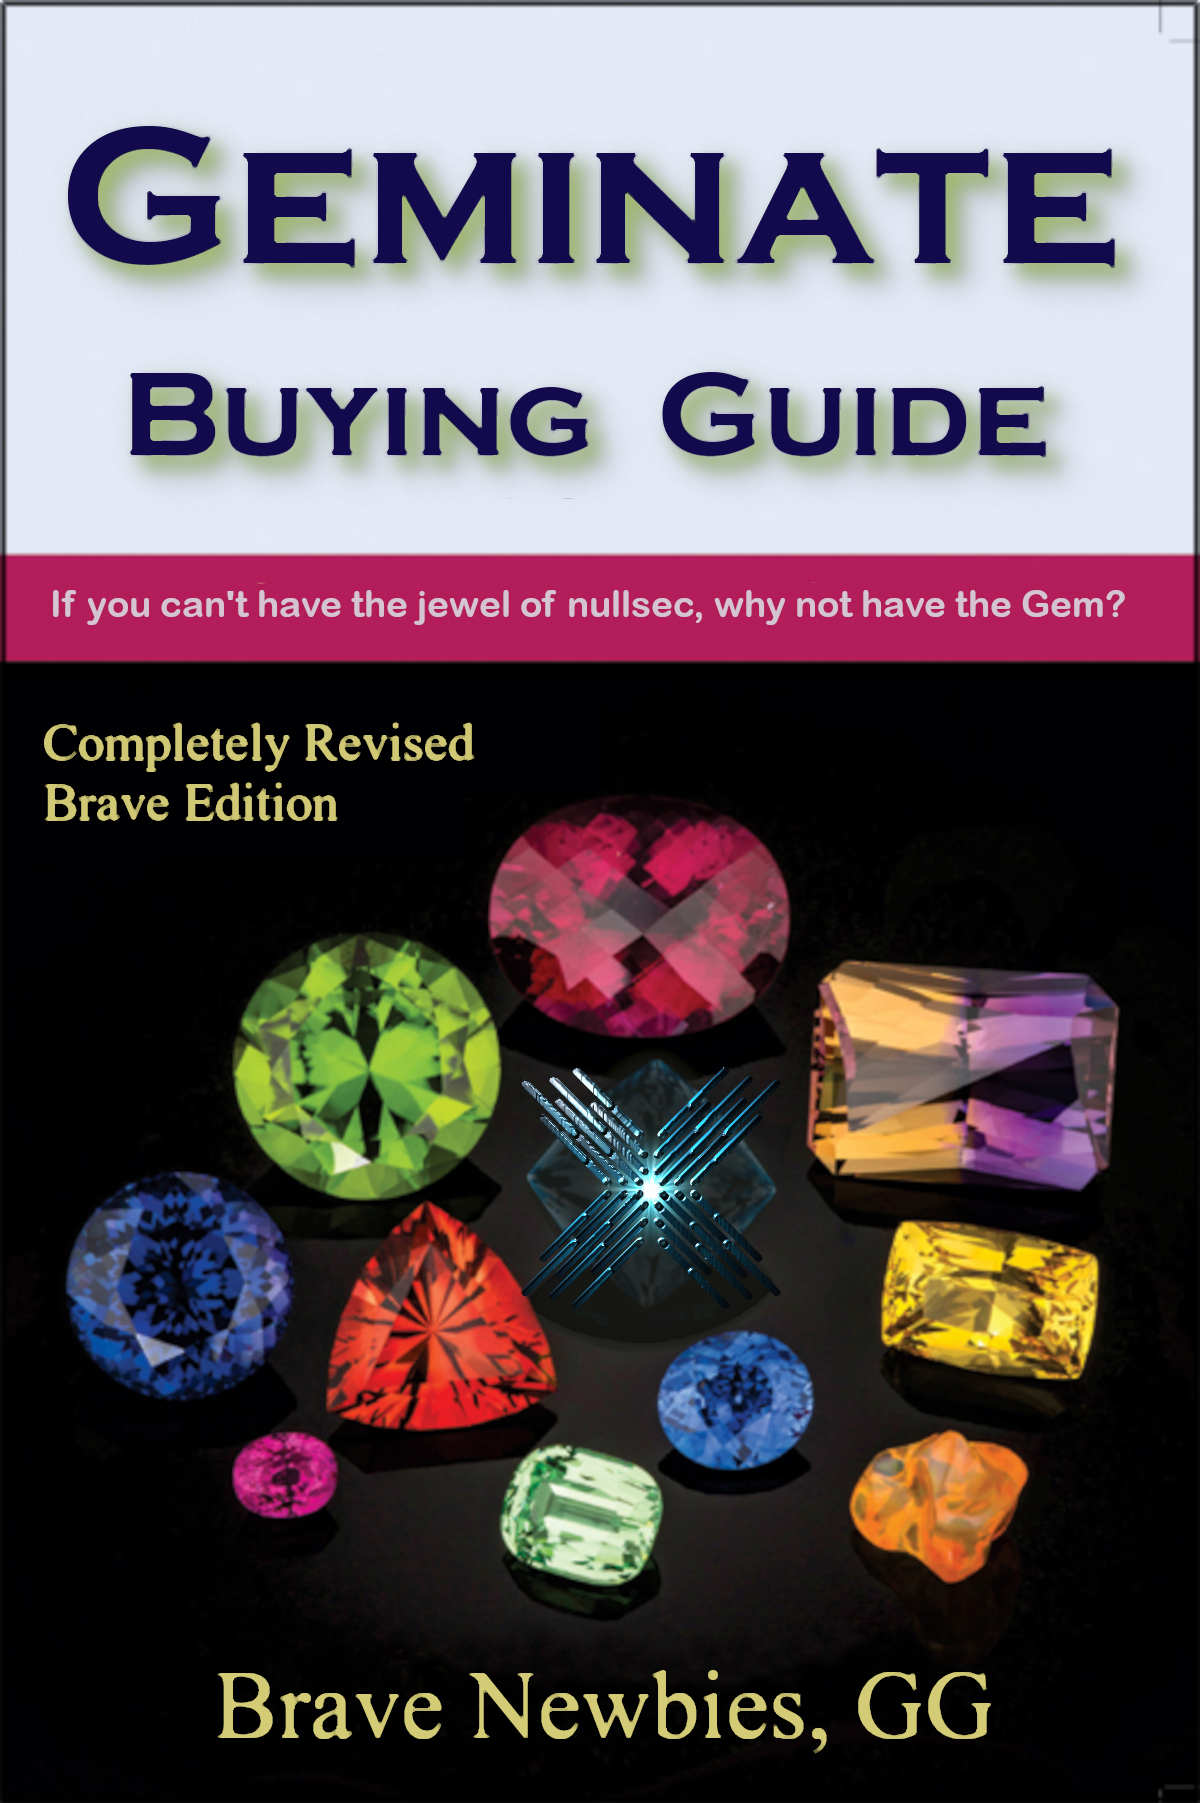 GEMINATE
BUYING GUIDE
If you can't have the jewel of nullsec, why not have the Gem?
Completely Revised
Brave Edition
Brave Newbies, GG